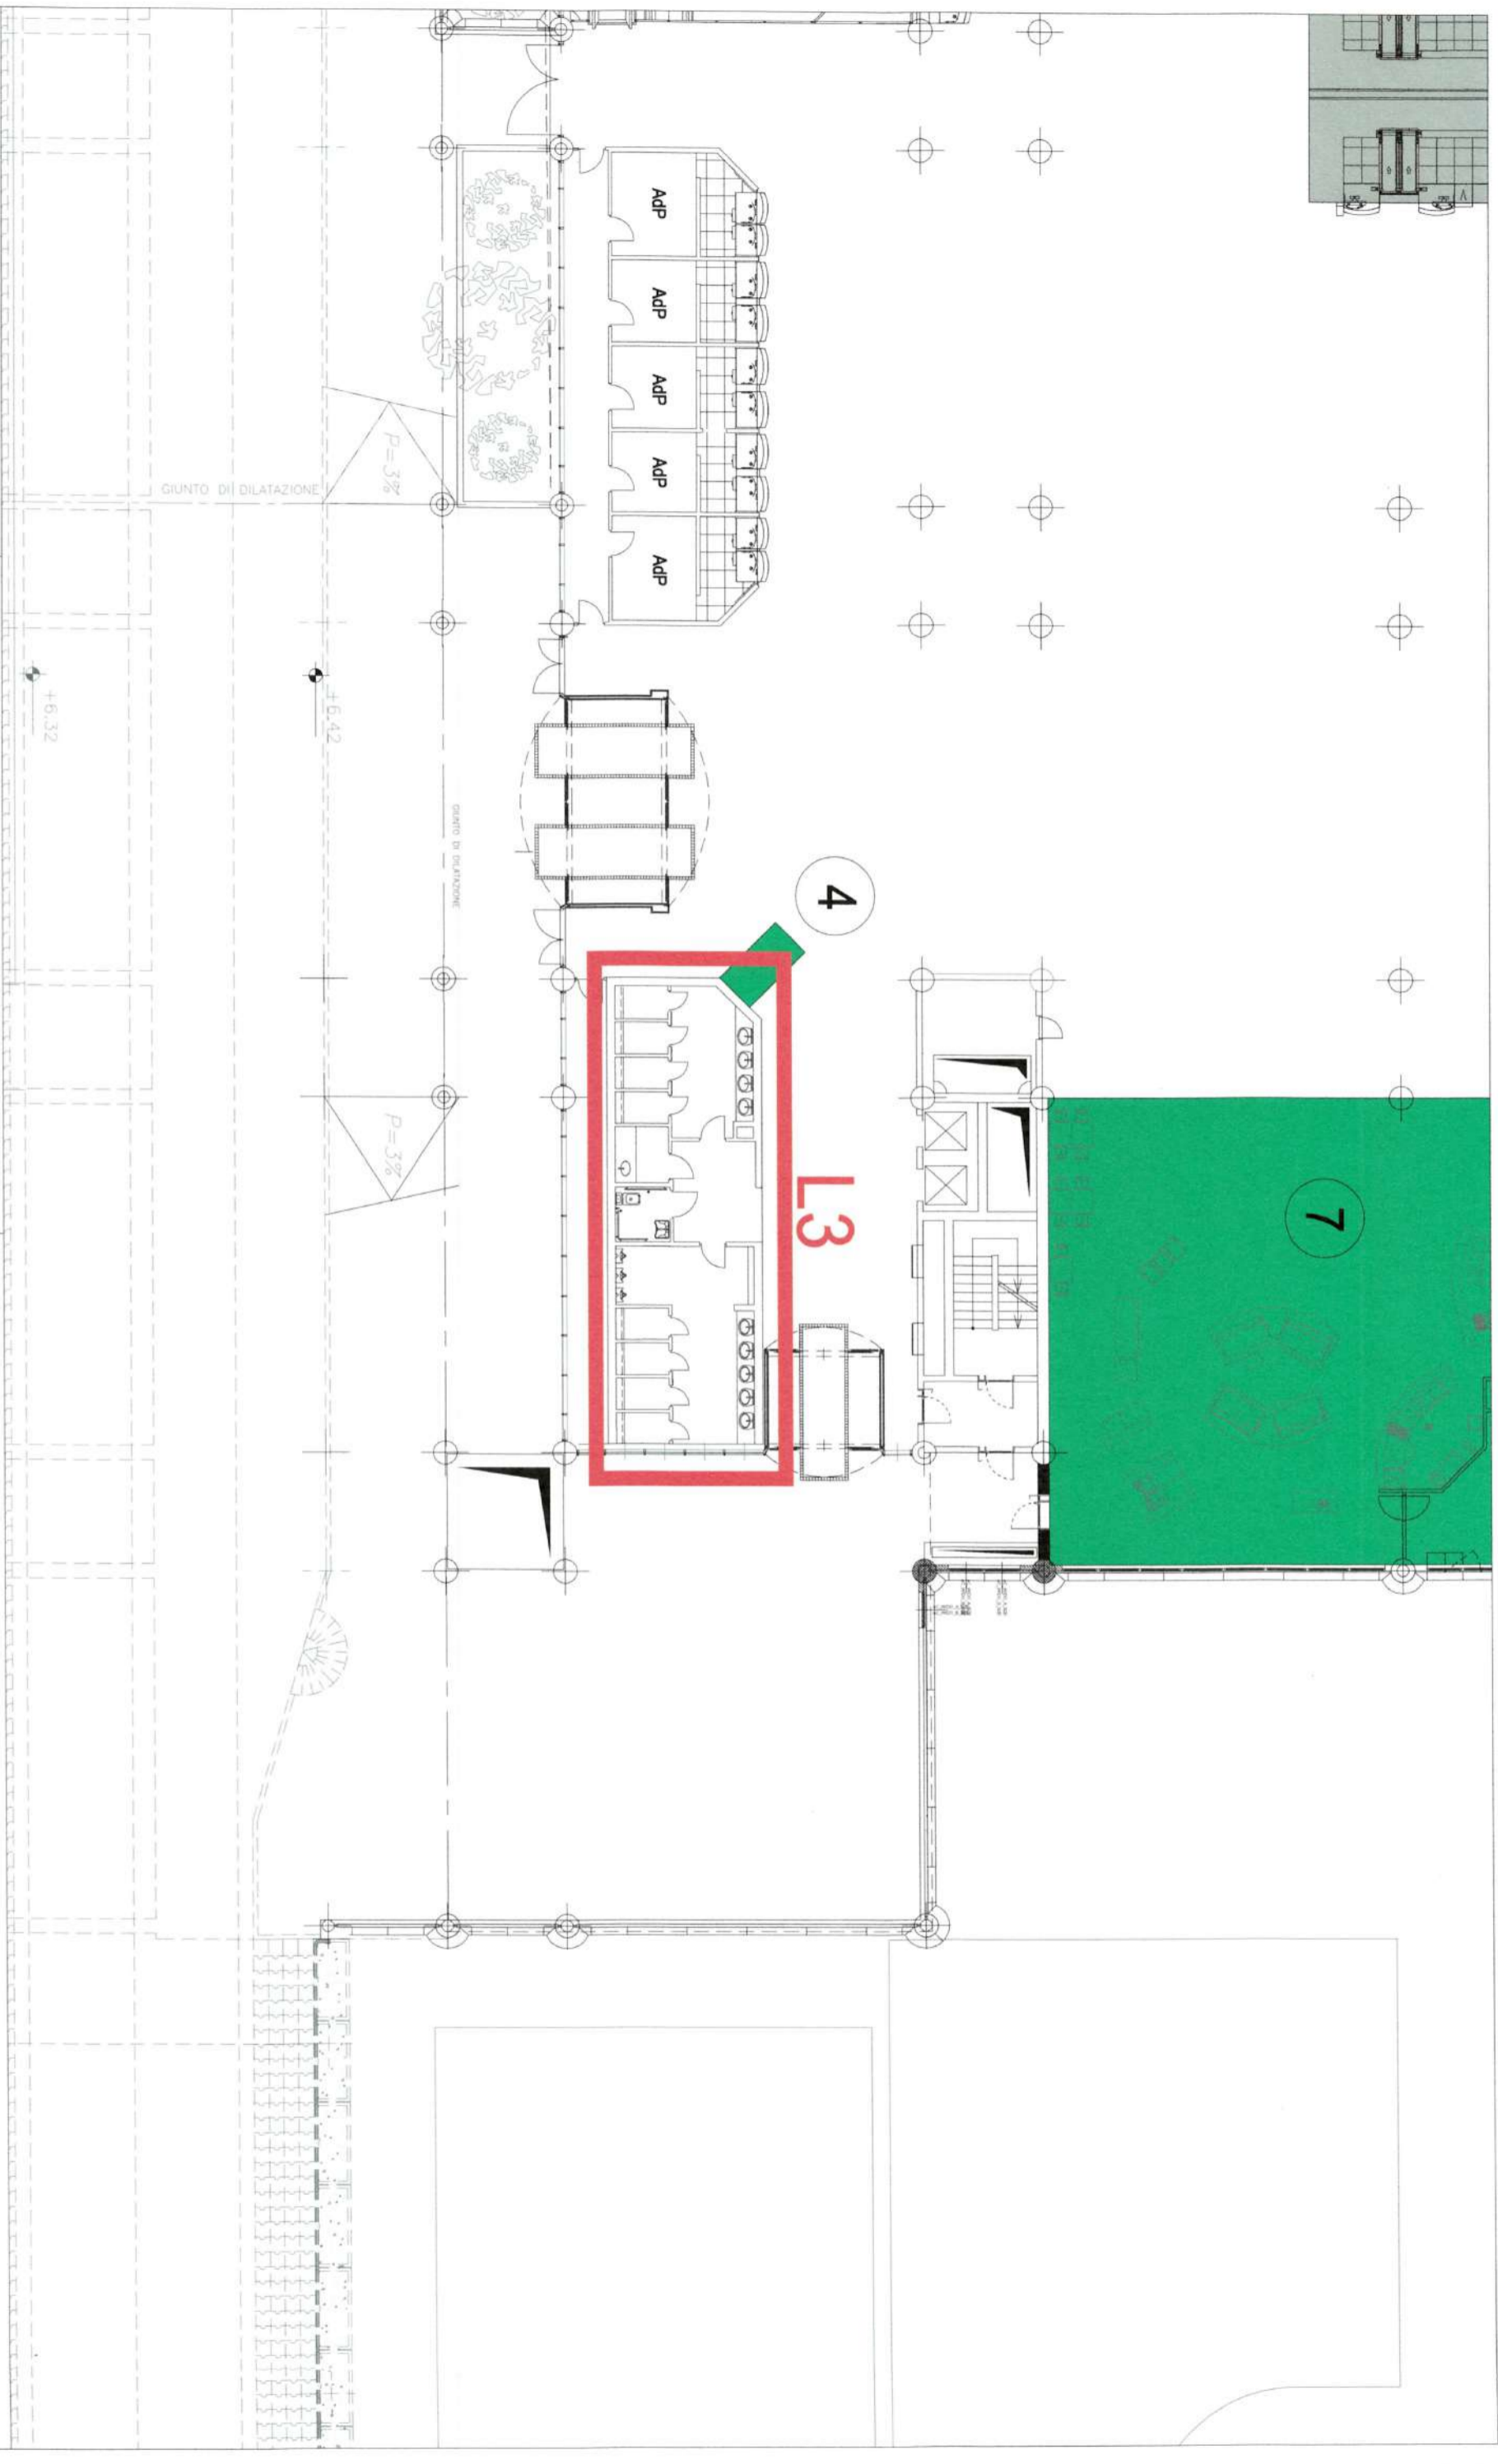 AdP
AdP
AdP
AdP
AdP
P=3%
GIUNTO DI DILATAZIONE
+6.32
+6.42
GIUNTO DI DILATAZIONE
4
L3
7
P=3%